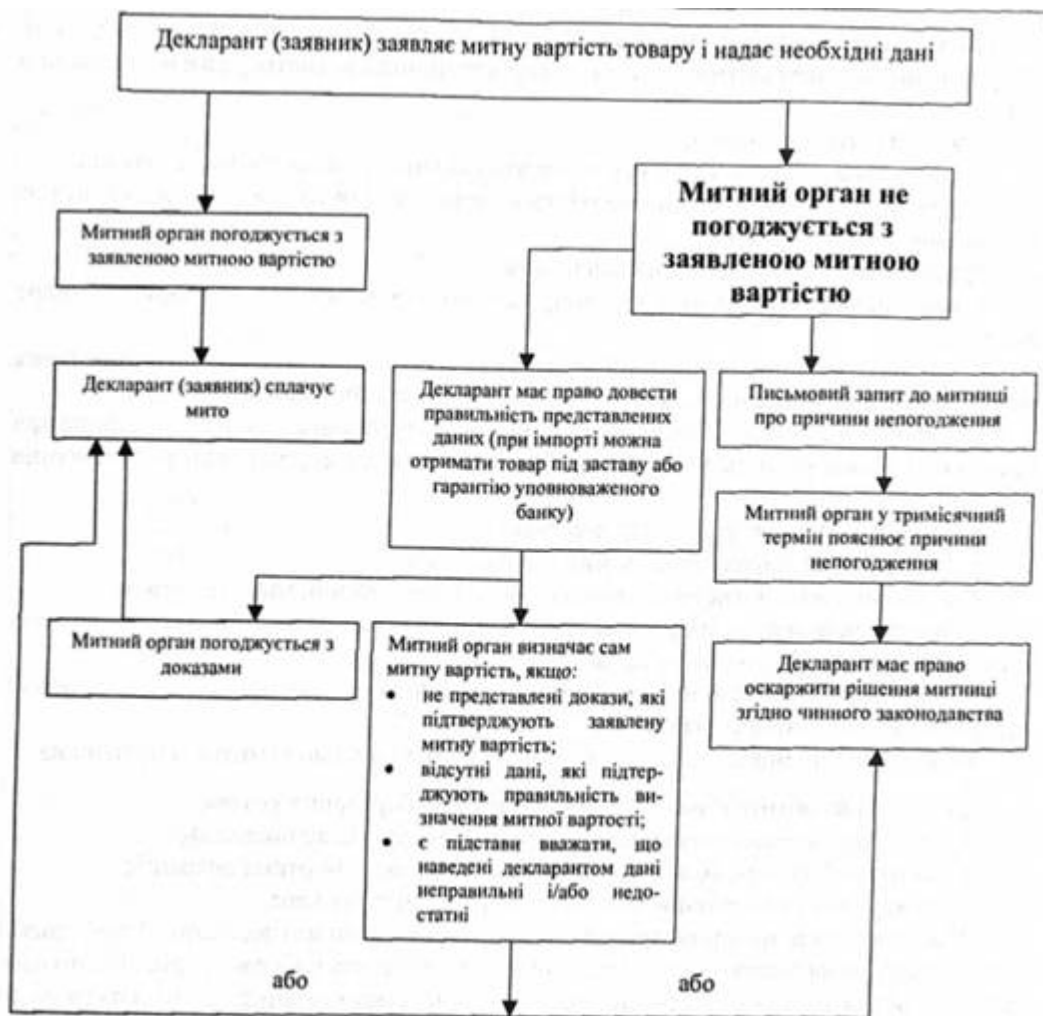 Декларант (заявник) заявляє митну вартість товару і надає необхідні дані
Митний орган погоджується з
заявленою митною вартістю
Митний орган не
погоджується з
заявленою митною
вартістю
Декларант (заявник) сплачує
мито
Декларант має право довести
правильність представлених
даних (при імпорті можна
отримати товар під заставу або
гарантію уповноваженого
банку)
Письмовий запит до митниці
про причини непогодження
Митний орган у тримісячний
термін пояснює причини
непогодження
Митний орган погоджується з
доказами
Митний орган визначає сам
митну вартість, якщо:
● не представлені докази, які
підтверджують заявлену
митну вартість;
● відсутні дані, які підтер-
джують правильність ви-
значення митної вартості;
● є підстави вважати, що
наведені декларантом дані
неправильні і/або недо-
статні
Декларант має право
оскаржити рішення митниці
згідно чинного законодавства
або
або